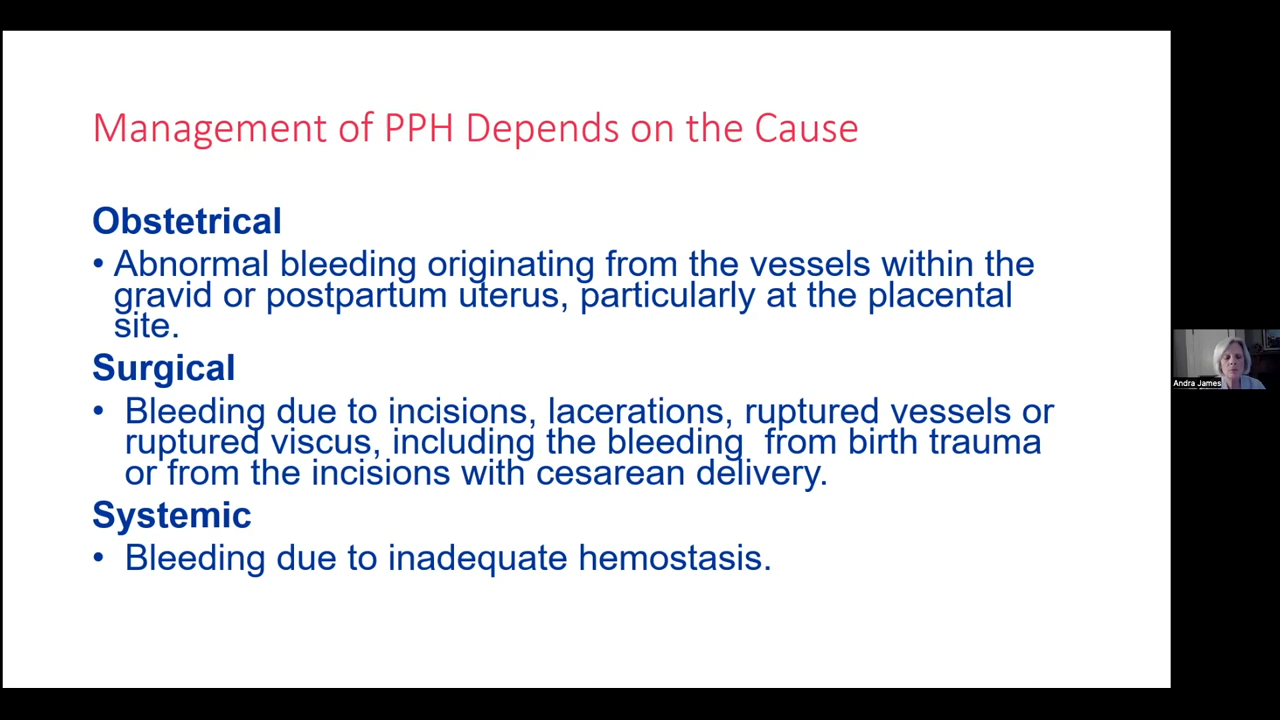 Management of PPH Depends on the Cause
Obstetrical
• Abnormal bleeding originating from the vessels within the
gravid or postpartum uterus, particularly at the placental
site.
Surgical
• Bleeding due to incisions, lacerations, ruptured vessels or
ruptured viscus, including the bleeding from birth trauma
or from the incisions with cesarean delivery.
Systemic
• Bleeding due to inadequate hemostasis.
Andra James